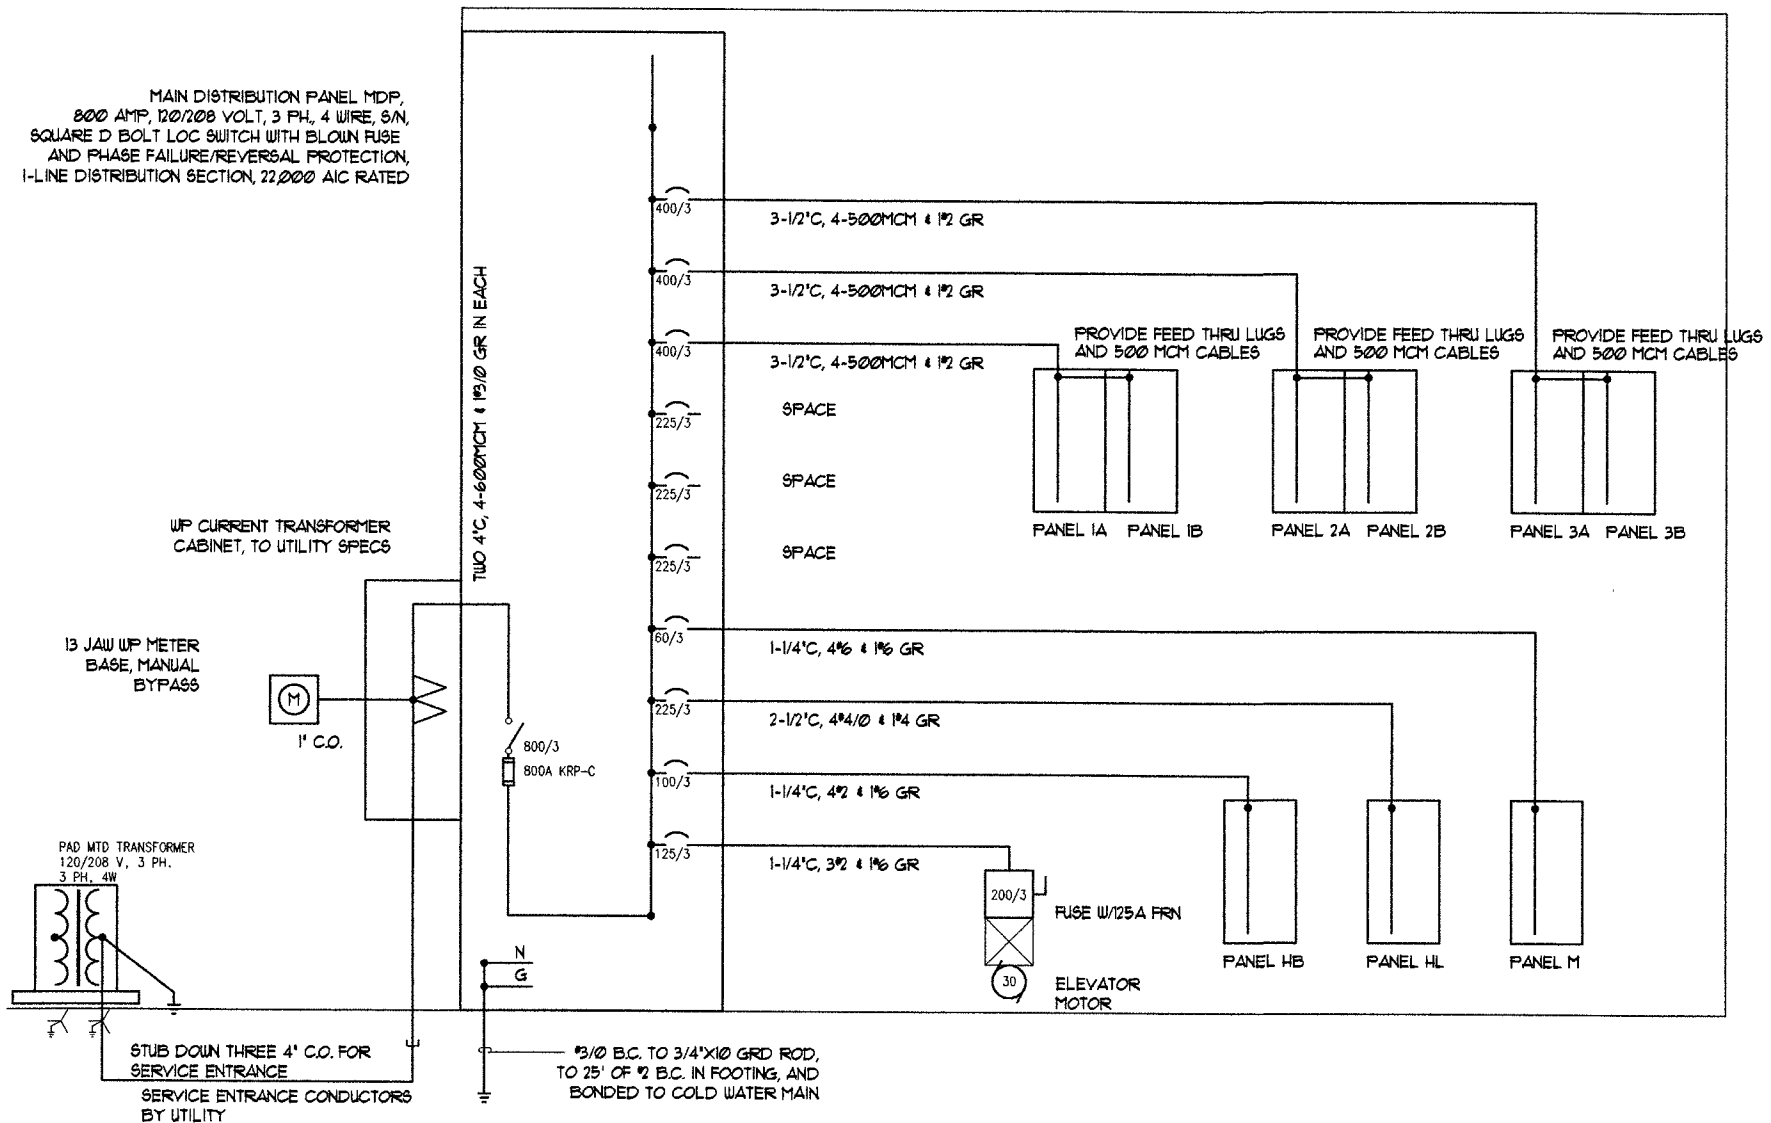 MAIN DISTRIBUTION PANEL MDP,
800 AMP, 120/208 VOLT, 3 PH., 4 WIRE, S/N,
SQUARE D BOLT LOC SWITCH WITH BLOWN FUSE
AND PHASE FAILURE/REVERSAL PROTECTION,
I-LINE DISTRIBUTION SECTION, 22,000 AIC RATED
TWO 4"C, 4-600MCM & 1#3/0 GR IN EACH
400/3
3-1/2"C, 4-500MCM & 1#2 GR
400/3
3-1/2"C, 4-500MCM & 1#2 GR
400/3
3-1/2"C, 4-500MCM & 1#2 GR
PROVIDE FEED THRU LUGS
AND 500 MCM CABLES
PROVIDE FEED THRU LUGS
AND 500 MCM CABLES
PROVIDE FEED THRU LUGS
AND 500 MCM CABLES
225/3
SPACE
225/3
SPACE
225/3
SPACE
PANEL 1A
PANEL 1B
PANEL 2A
PANEL 2B
PANEL 3A
PANEL 3B
WP CURRENT TRANSFORMER
CABINET, TO UTILITY SPECS
13 JAW WP METER
BASE, MANUAL
BYPASS
M
1" C.O.
60/3
1-1/4"C, 4#6 & 1#6 GR
225/3
2-1/2"C, 4#4/0 & 1#4 GR
800/3
800A KRP-C
100/3
1-1/4"C, 4#2 & 1#6 GR
125/3
1-1/4"C, 3#2 & 1#6 GR
200/3
FUSE W/125A FRN
30
ELEVATOR
MOTOR
PANEL HB
PANEL HL
PANEL M
PAD MTD TRANSFORMER
120/208 V, 3 PH.
3 PH, 4W
N
G
STUB DOWN THREE 4" C.O. FOR
SERVICE ENTRANCE
SERVICE ENTRANCE CONDUCTORS
BY UTILITY
#3/0 B.C. TO 3/4"X10 GRD ROD,
TO 25' OF #2 B.C. IN FOOTING, AND
BONDED TO COLD WATER MAIN